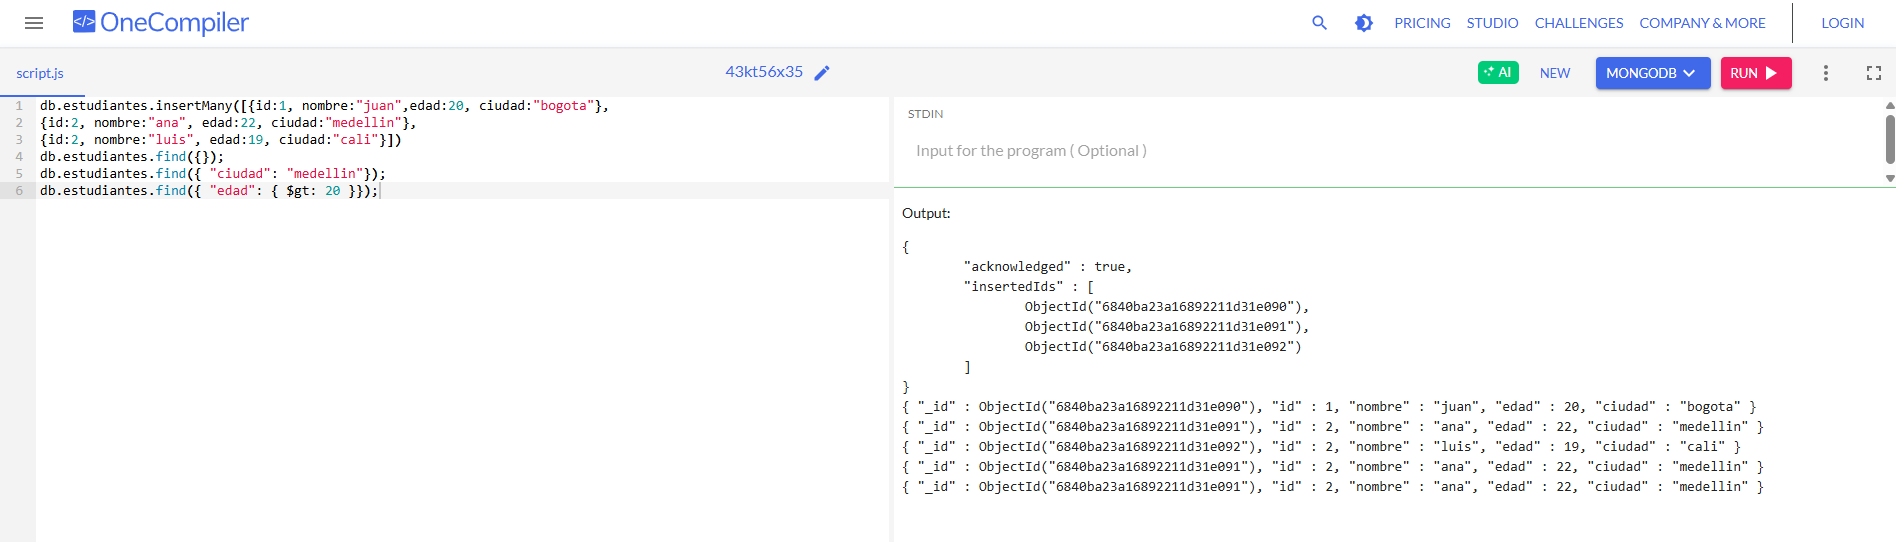 </> OneCompiler
PRICING STUDIO CHALLENGES COMPANY & MORE LOGIN
script.js
43kt56x35
AI NEW MONGODB RUN
1 db.estudiantes.insertMany([{id:1, nombre:"juan",edad:20, ciudad:"bogota"},
2 {id:2, nombre:"ana", edad:22, ciudad:"medellin"},
3 {id:2, nombre:"luis", edad:19, ciudad:"cali"}])
4 db.estudiantes.find({});
5 db.estudiantes.find({ "ciudad": "medellin"});
6 db.estudiantes.find({ "edad": { $gt: 20 }});
STDIN
Input for the program ( Optional )
Output:
{
"acknowledged" : true,
"insertedIds" : [
ObjectId("6840ba23a16892211d31e090"),
ObjectId("6840ba23a16892211d31e091"),
ObjectId("6840ba23a16892211d31e092")
]
}
{ "_id" : ObjectId("6840ba23a16892211d31e090"), "id" : 1, "nombre" : "juan", "edad" : 20, "ciudad" : "bogota" }
{ "_id" : ObjectId("6840ba23a16892211d31e091"), "id" : 2, "nombre" : "ana", "edad" : 22, "ciudad" : "medellin" }
{ "_id" : ObjectId("6840ba23a16892211d31e092"), "id" : 2, "nombre" : "luis", "edad" : 19, "ciudad" : "cali" }
{ "_id" : ObjectId("6840ba23a16892211d31e091"), "id" : 2, "nombre" : "ana", "edad" : 22, "ciudad" : "medellin" }
{ "_id" : ObjectId("6840ba23a16892211d31e091"), "id" : 2, "nombre" : "ana", "edad" : 22, "ciudad" : "medellin" }